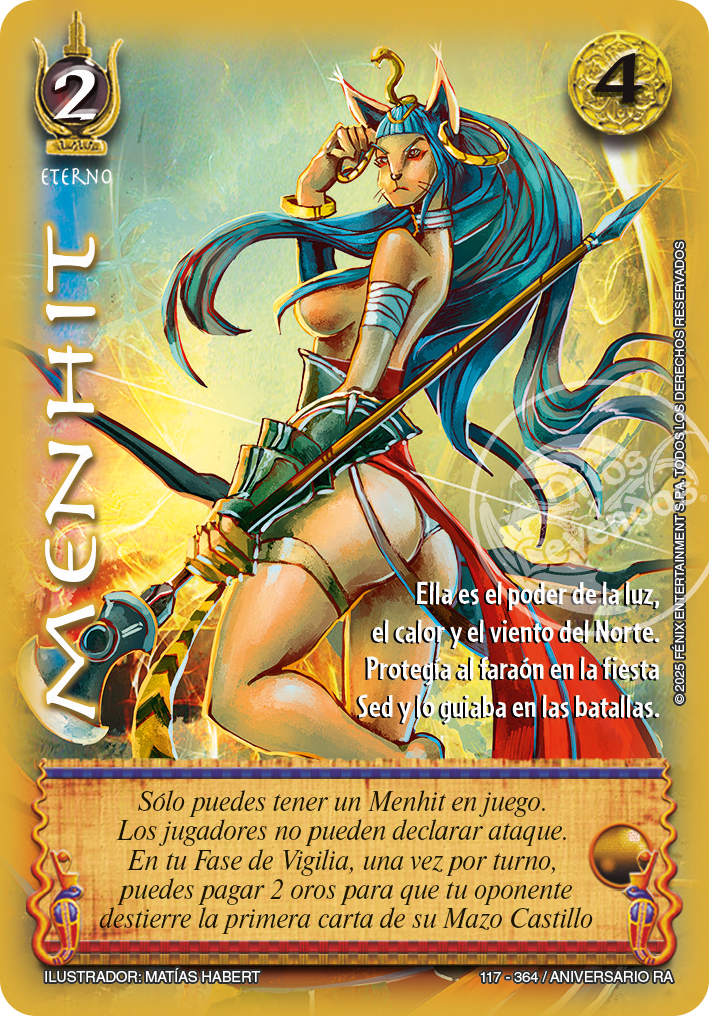 2
4
ETERNO
MENHIT
Ella es el poder de la luz,
el calor y el viento del Norte.
Protegía al faraón en la fiesta
Sed y lo guiaba en las batallas.
© 2025 FÉNIX ENTERTAINMENT S.P.A. TODOS LOS DERECHOS RESERVADOS
Sólo puedes tener un Menhit en juego.
Los jugadores no pueden declarar ataque.
En tu Fase de Vigilia, una vez por turno,
puedes pagar 2 oros para que tu oponente
destierre la primera carta de su Mazo Castillo
ILUSTRADOR: MATÍAS HABERT
117 - 364 / ANIVERSARIO RA